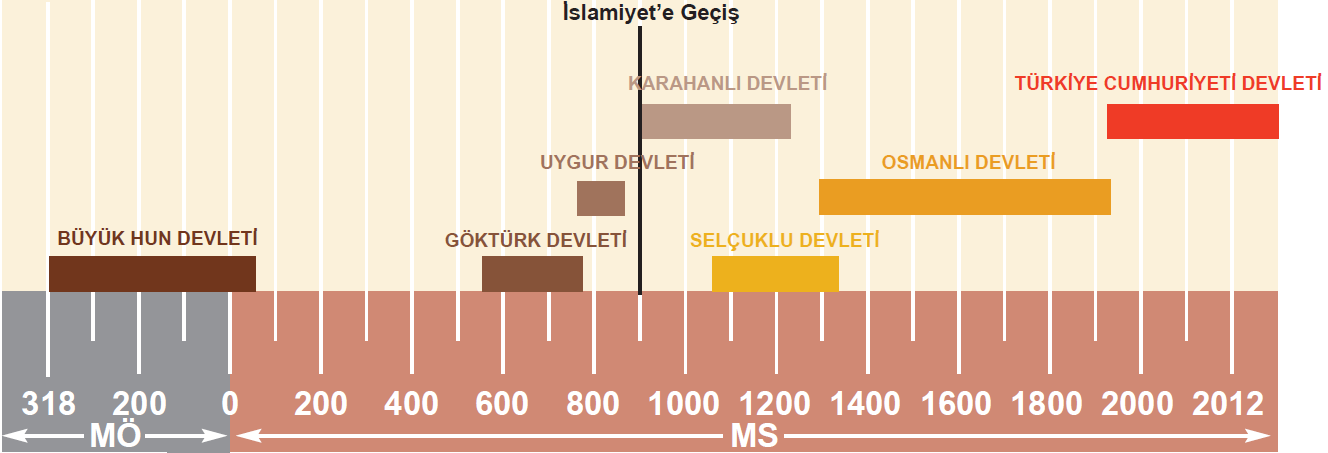 İslamiyet’e Geçiş
KARAHANLI DEVLETİ
TÜRKİYE CUMHURİYETİ DEVLETİ
UYGUR DEVLETİ
OSMANLI DEVLETİ
BÜYÜK HUN DEVLETİ
GÖKTÜRK DEVLETİ
SELÇUKLU DEVLETİ
318 200 0 200 400 600 800 1000 1200 1400 1600 1800 2000 2012
MÖ MS